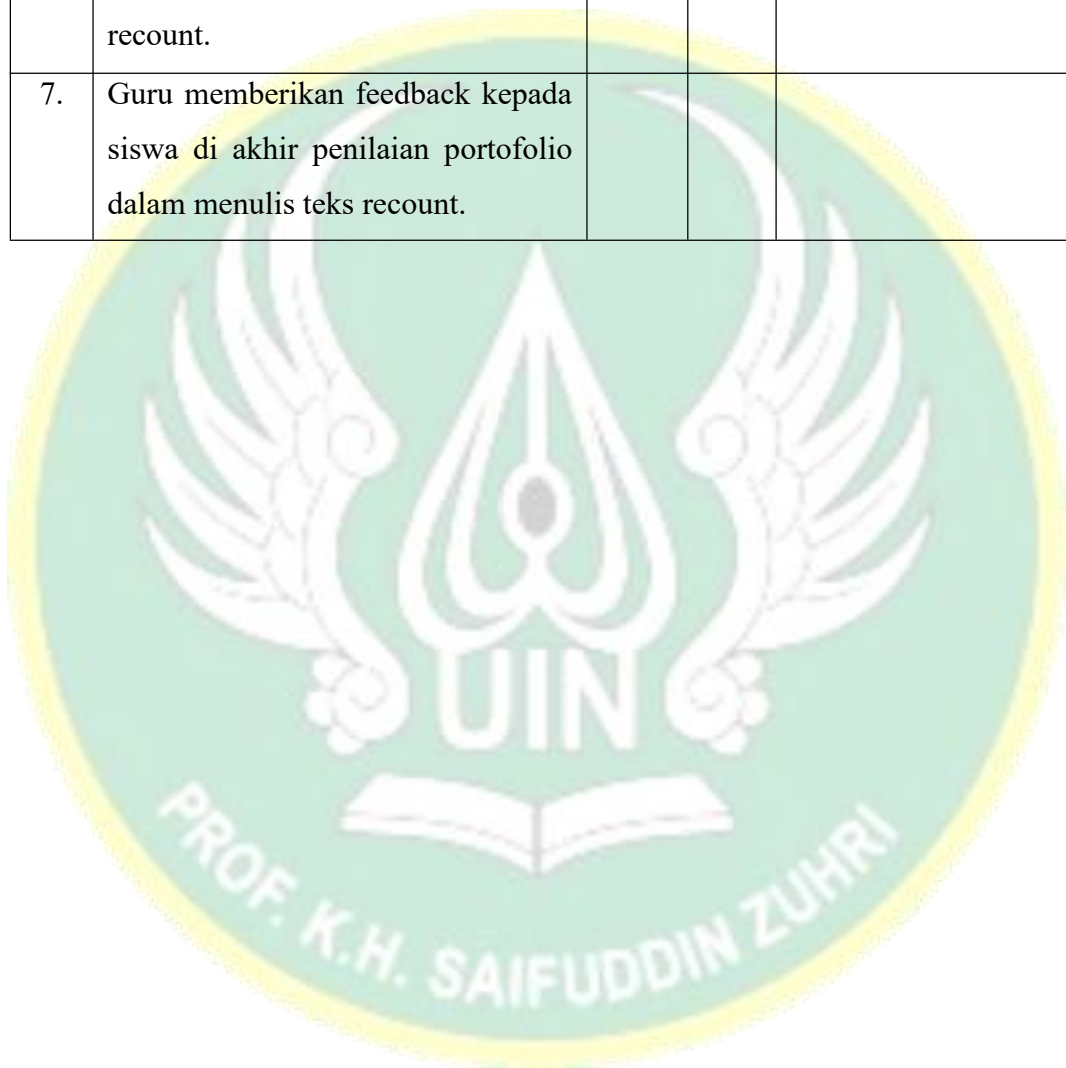 recount.
7. Guru memberikan feedback kepada
siswa di akhir penilaian portofolio
dalam menulis teks recount.
UIN
PROF. K.H. SAIFUDDIN ZUHRI